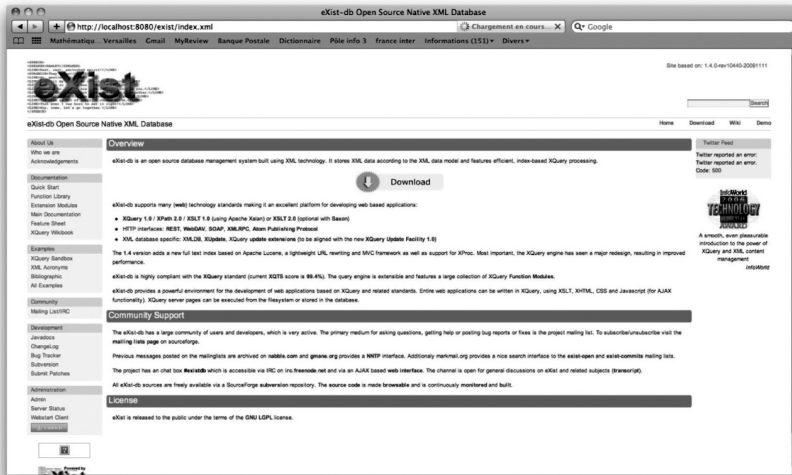 eXist-db Open Source Native XML Database
http://localhost:8080/exist/index.xml
Chargement en cours...
Google
Mathématiqu... Versailles Gmail MyReview Banque Postale Dictionnaire Pôle info 3 france inter Informations (151) Divers
Site based on: 1.4.0-rev10440-20091111
eXist
Search
eXist-db Open Source Native XML Database
Home Download Wiki Demo
About Us
Who we are
Acknowledgements
Documentation
Quick Start
Function Library
Extension Modules
Main Documentation
Feature Sheet
XQuery Wikibook
Examples
XQuery Sandbox
XML Acronyms
Bibliographic
All Examples
Community
Mailing List/IRC
Development
Javadocs
ChangeLog
Bug Tracker
Subversion
Submit Patches
Administration
Admin
Server Status
Webstart Client
Powered by
Overview
eXist-db is an open source database management system built using XML technology. It stores XML data according to the XML data model and features efficient, index-based XQuery processing.
Download
eXist-db supports many (web) technology standards making it an excellent platform for developing web based applications:
XQuery 1.0 / XPath 2.0 / XSLT 1.0 (using Apache Xalan) or XSLT 2.0 (optional with Saxon)
HTTP interfaces: REST, WebDAV, SOAP, XMLRPC, Atom Publishing Protocol
XML database specific: XMLDB, XUpdate, XQuery update extensions (to be aligned with the new XQuery Update Facility 1.0)
The 1.4 version adds a new full text index based on Apache Lucene, a lightweight URL rewriting and MVC framework as well as support for XProc. Most important, the XQuery engine has seen a major redesign, resulting in improved
performance.
eXist-db is highly compliant with the XQuery standard (current XQTS score is 99.4%). The query engine is extensible and features a large collection of XQuery Function Modules.
eXist-db provides a powerful environment for the development of web applications based on XQuery and related standards. Entire web applications can be written in XQuery, using XSLT, XHTML, CSS and Javascript (for AJAX
functionality). XQuery server pages can be executed from the filesystem or stored in the database.
Community Support
The eXist-db has a large community of users and developers, which is very active. The primary medium for asking questions, getting help or posting bug reports or fixes is the project mailing list. To subscribe/unsubscribe visit the
mailing lists page on sourceforge.
Previous messages posted on the mailinglists are archived on nabble.com and gmane.org provides a NNTP interface. Additionaly markmail.org provides a nice search interface to the exist-open and exist-commits mailing lists.
The project has an chat box #existdb which is accessible via IRC on irc.freenode.net and via an AJAX based web interface. The channel is open for general discussions on eXist and related subjects (transcript).
All eXist-db sources are freely available via a SourceForge subversion repository. The source code is made browseable and is continuously monitored and built.
License
eXist is released to the public under the terms of the GNU LGPL license.
Twitter Feed
Twitter reported an error:
Twitter reported an error.
Code: 500
InfoWorld
TECHNOLOGY
A smooth, even pleasurable
introduction to the power of
XQuery and XML content
management
InfoWorld